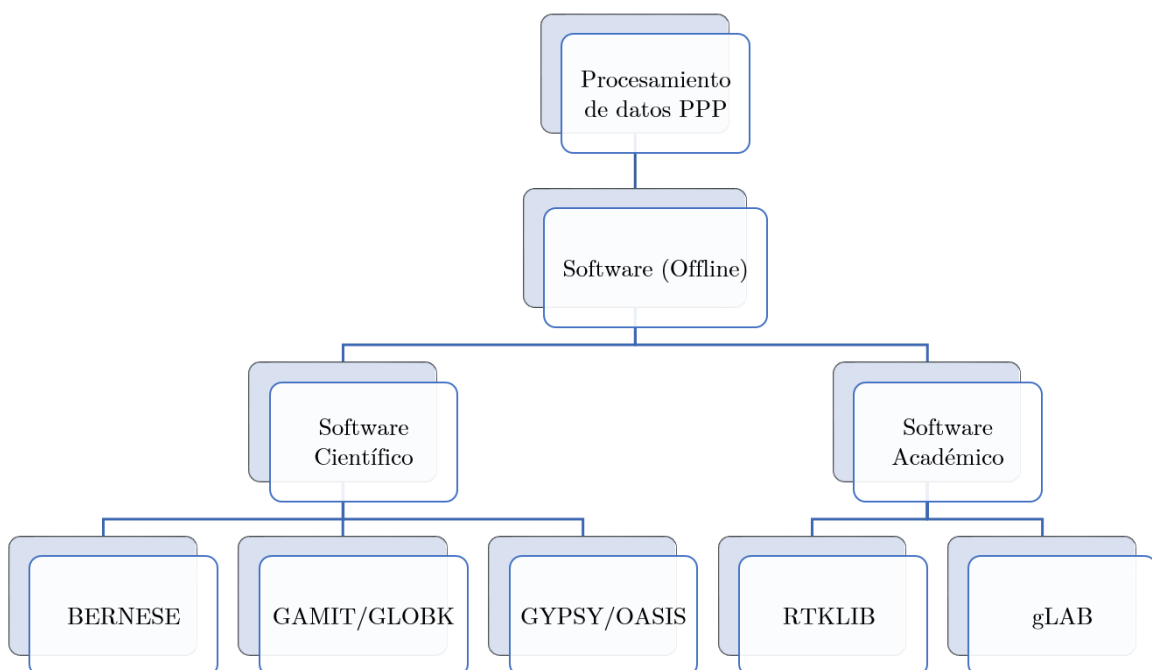 Procesamiento
de datos PPP
Software (Offline)
Software
Científico
Software
Académico
BERNESE
GAMIT/GLOBK
GYPSY/OASIS
RTKLIB
gLAB